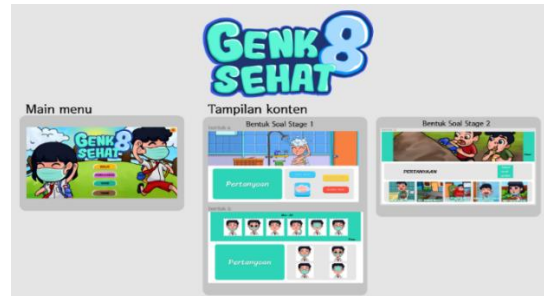 GENK 8
SEHAT
Main menu
Tampilan konten
Bentuk Soal Stage 1
Bentuk Soal Stage 2
GENK 8
SEHAT
Pertanyaan
PERTANYAAN
Pertanyaan